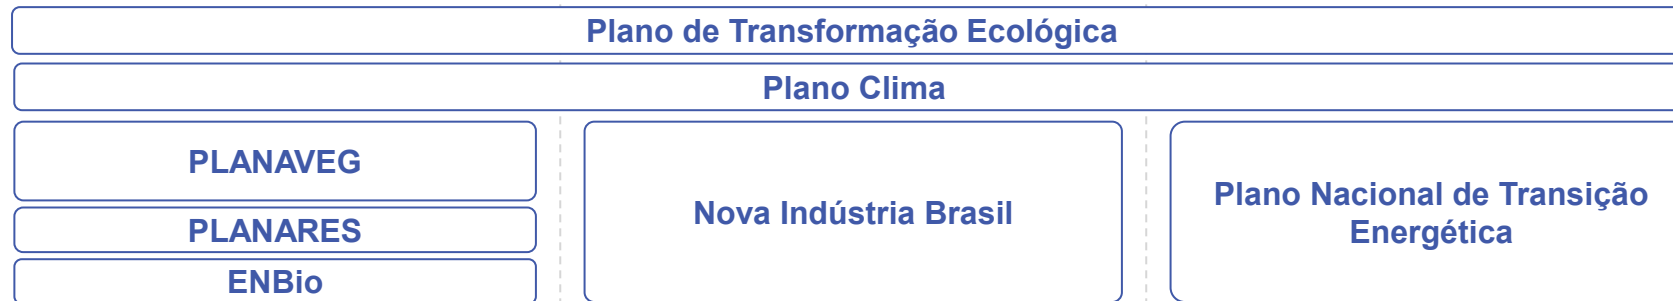 Plano de Transformação Ecológica
Plano Clima
PLANAVEG
PLANARES
ENBio
Nova Indústria Brasil
Plano Nacional de Transição
Energética